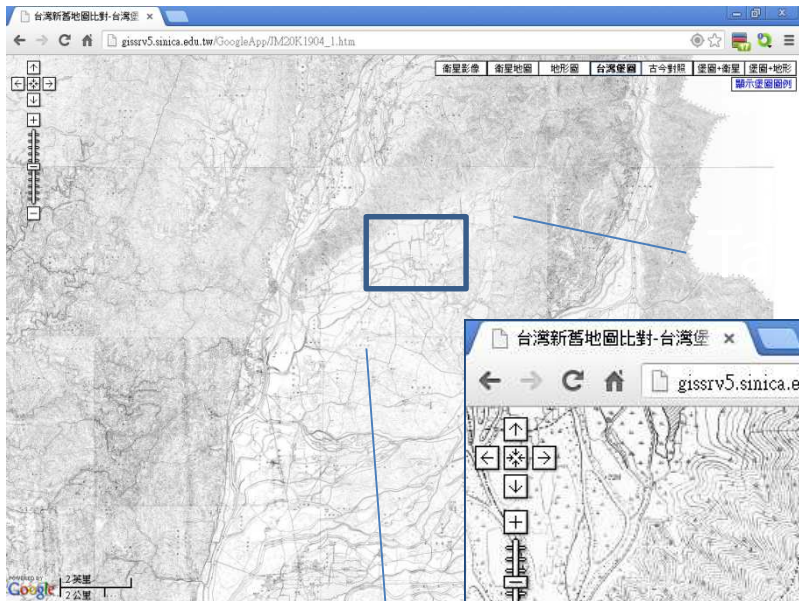 台灣新舊地圖比對-台灣堡
gissrv5.sinica.edu.tw/GoogleApp/JM20K1904_1.htm
衛星影像 衛星地圖 地形圖 台灣堡圖 古今對照 堡圖+衛星 堡圖+地形
顯示堡圖圖例
台灣新舊地圖比對-台灣堡
gissrv5.sinica.e
POWERED BY
Google
2 英里
2 公里